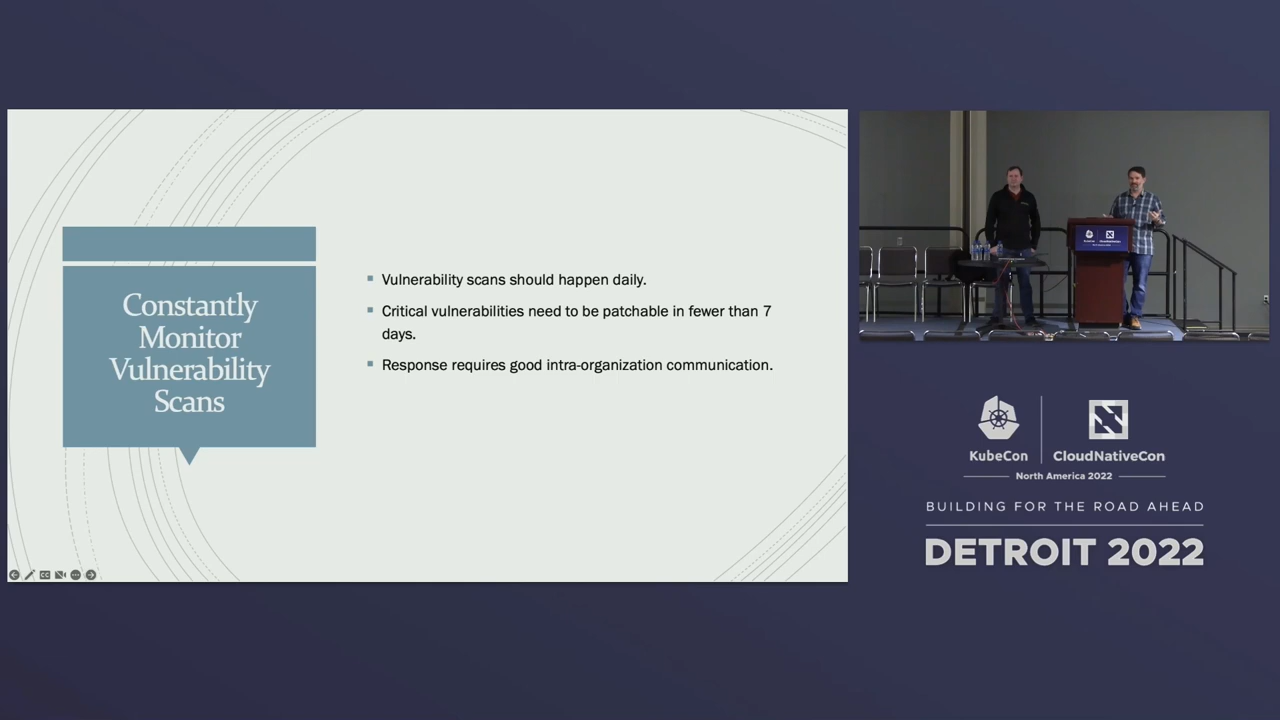 Constantly
Monitor
Vulnerability
Scans
Vulnerability scans should happen daily.
Critical vulnerabilities need to be patchable in fewer than 7
days.
Response requires good intra-organization communication.
KubeCon
CloudNativeCon
North America 2022
BUILDING FOR THE ROAD AHEAD
DETROIT 2022